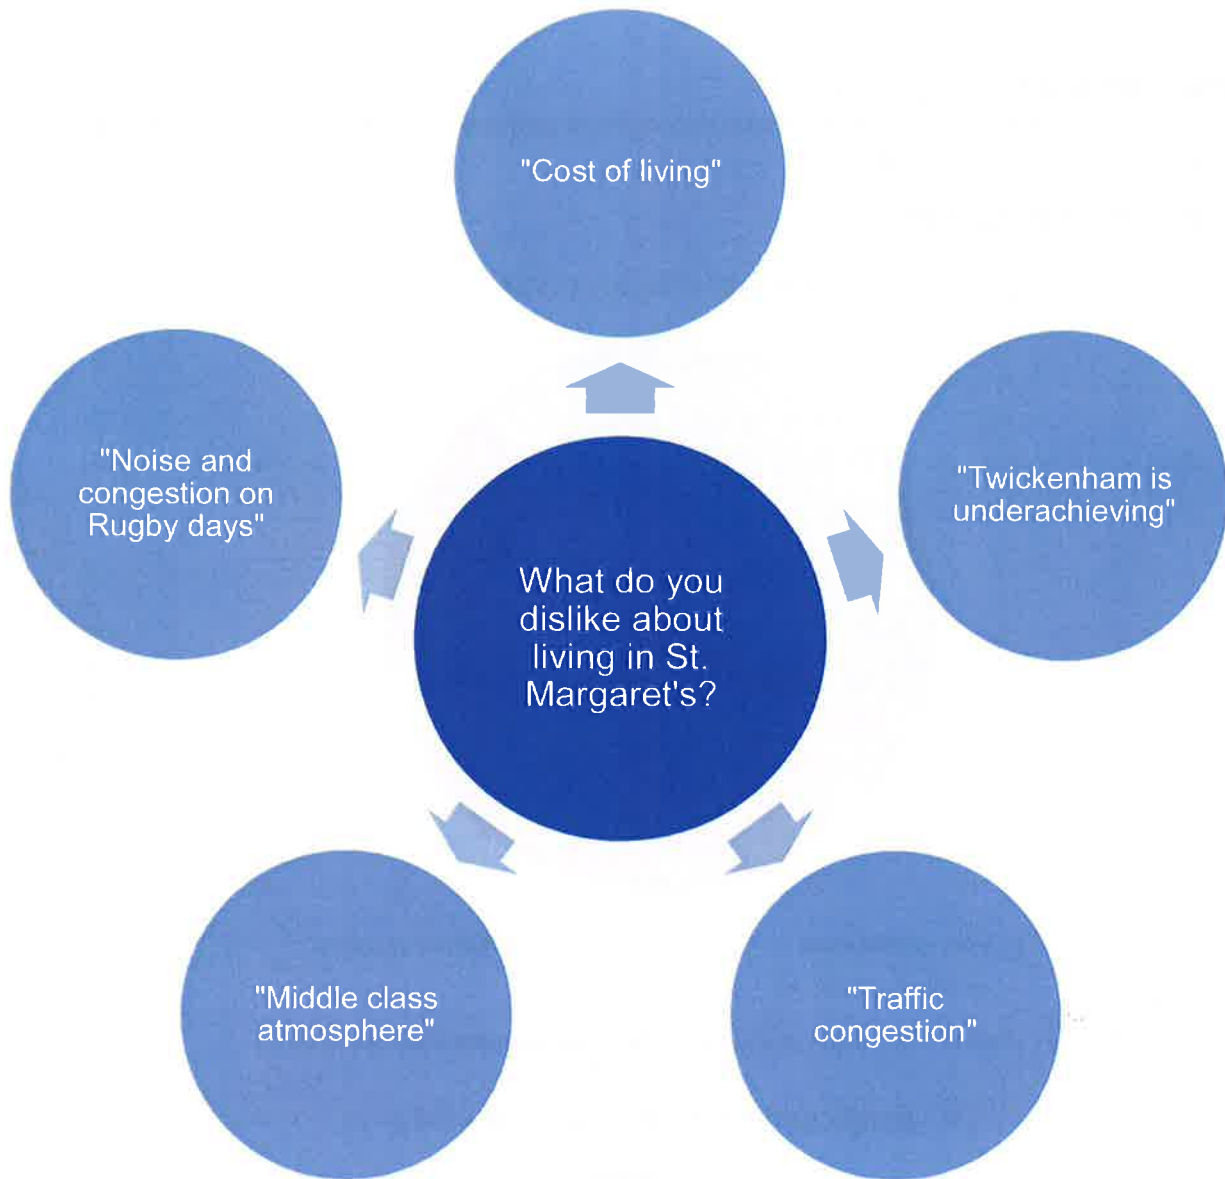 "Cost of living"
"Noise and
congestion on
Rugby days"
"Twickenham is
underachieving"
What do you
dislike about
living in St.
Margaret's?
"Middle class
atmosphere"
"Traffic
congestion"